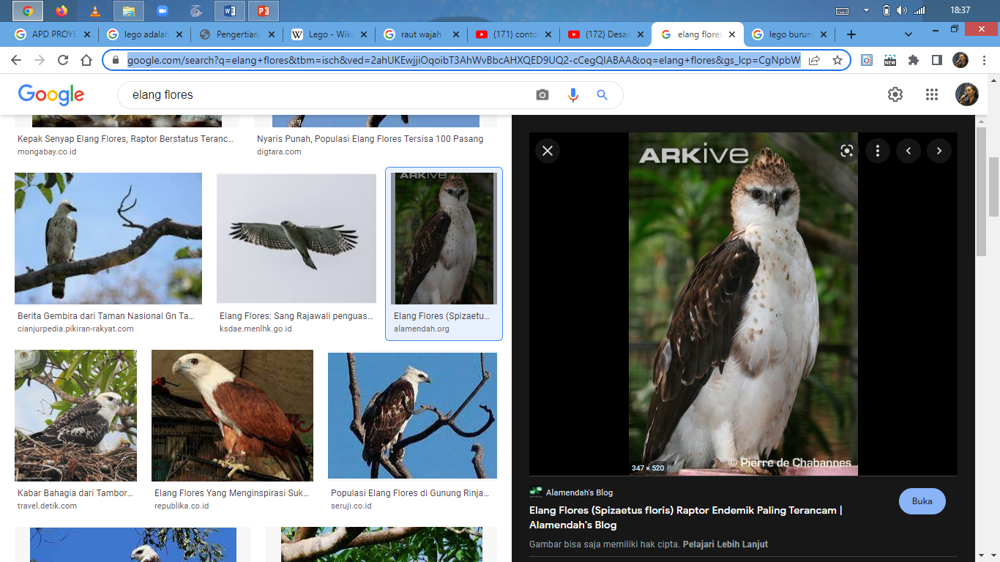 18:37
APD PROYE
lego adalah
Pengertian,
Lego - Wiki
raut wajah -
(171) conto
(172) Desai
elang flores
lego burun
google.com/search?q=elang+flores&tbm=isch&ved=2ahUKEwjjiOqoibT3AhWvBbcAHXQED9UQ2-cCegQIABAA&oq=elang+flores&gs_lcp=CgNpbW
NEW
Google
elang flores
Kepak Senyap Elang Flores, Raptor Berstatus Teranc...
mongabay.co.id
Nyaris Punah, Populasi Elang Flores Tersisa 100 Pasang
digtara.com
ARKive
Berita Gembira dari Taman Nasional Gn Ta...
cianjurpedia.pikiran-rakyat.com
Elang Flores: Sang Rajawali penguas...
ksdae.menlhk.go.id
Elang Flores (Spizaetu...
alamendah.org
Kabar Bahagia dari Tambor...
travel.detik.com
Elang Flores Yang Menginspirasi Suk...
republika.co.id
Populasi Elang Flores di Gunung Rinja...
seruji.co.id
ARKive
347 × 520
© Pierre de Chabannes
Alamendah's Blog
Elang Flores (Spizaetus floris) Raptor Endemik Paling Terancam |
Alamendah's Blog
Buka
Gambar bisa saja memiliki hak cipta. Pelajari Lebih Lanjut